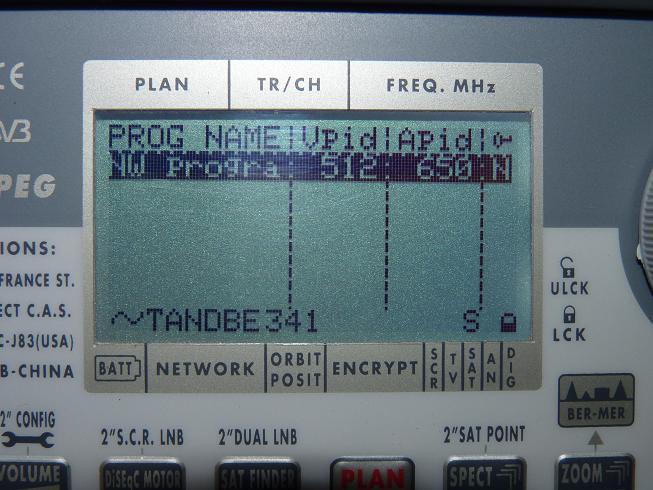 CE
PLAN TR/CH FREQ. MHz
PROG NAME|Vpid|Apid|
NW Progra 512 650 N
PEG
IONS:
FRANCE ST.
ECT C.A.S.
C-J83(USA)
B-CHINA
~TANDBE341 S
ULCK
LCK
BATT NETWORK ORBIT POSIT ENCRYPT SCR TV SAT AN DIG
BER-MER
2" CONFIG
2"S.C.R. LNB
2"DUAL LNB
2"SAT POINT
VOLUME
DiSEqC MOTOR
SAT FINDER
PLAN
SPECT
ZOOM